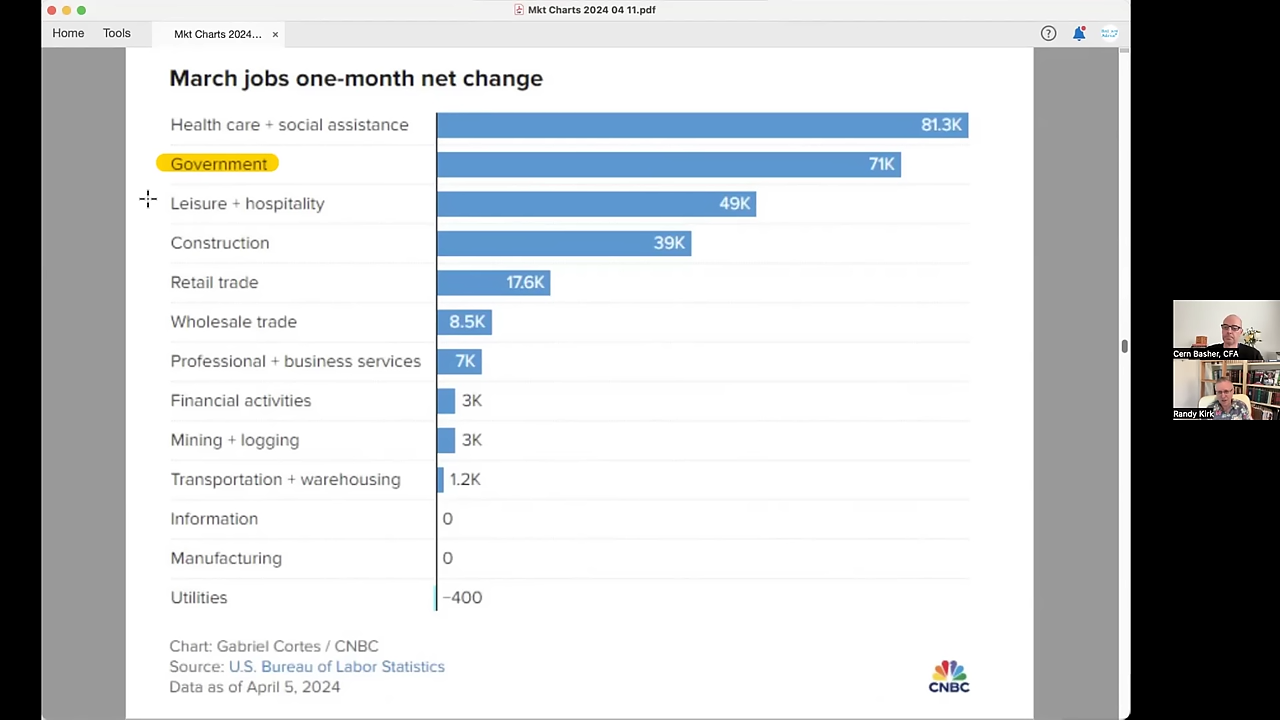 Mkt Charts 2024 04 11.pdf
Home Tools Mkt Charts 2024... ×
?
March jobs one-month net change
Health care + social assistance 81.3K
Government 71K
Leisure + hospitality 49K
Construction 39K
Retail trade 17.6K
Wholesale trade 8.5K
Professional + business services 7K
Financial activities 3K
Mining + logging 3K
Transportation + warehousing 1.2K
Information 0
Manufacturing 0
Utilities −400
Chart: Gabriel Cortes / CNBC
Source: U.S. Bureau of Labor Statistics
Data as of April 5, 2024
CNBC
Cern Basher, CFA
Randy Kirk